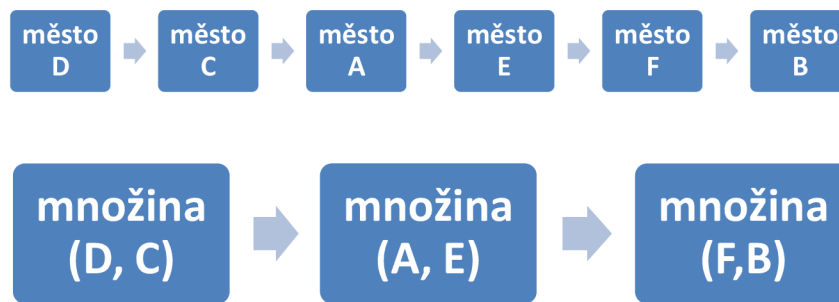 město
D
město
C
město
A
město
E
město
F
město
B
množina
(D, C)
množina
(A, E)
množina
(F,B)